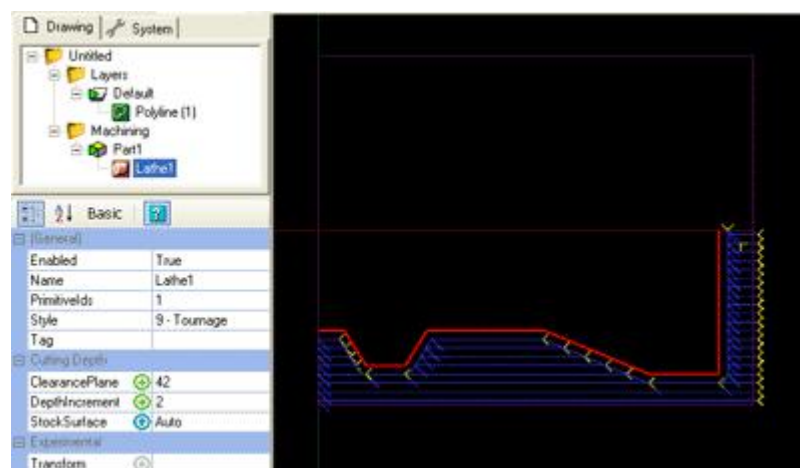 Drawing System
Untitled
Layers
Default
Polyline (1)
Machining
Part1
Lathe1
Basic
(General)
Enabled True
Name Lathe1
PrimitiveIds 1
Style 9 - Tournage
Tag
Cutting Depth
ClearancePlane 42
DepthIncrement 2
StockSurface Auto
Experimental
Transform